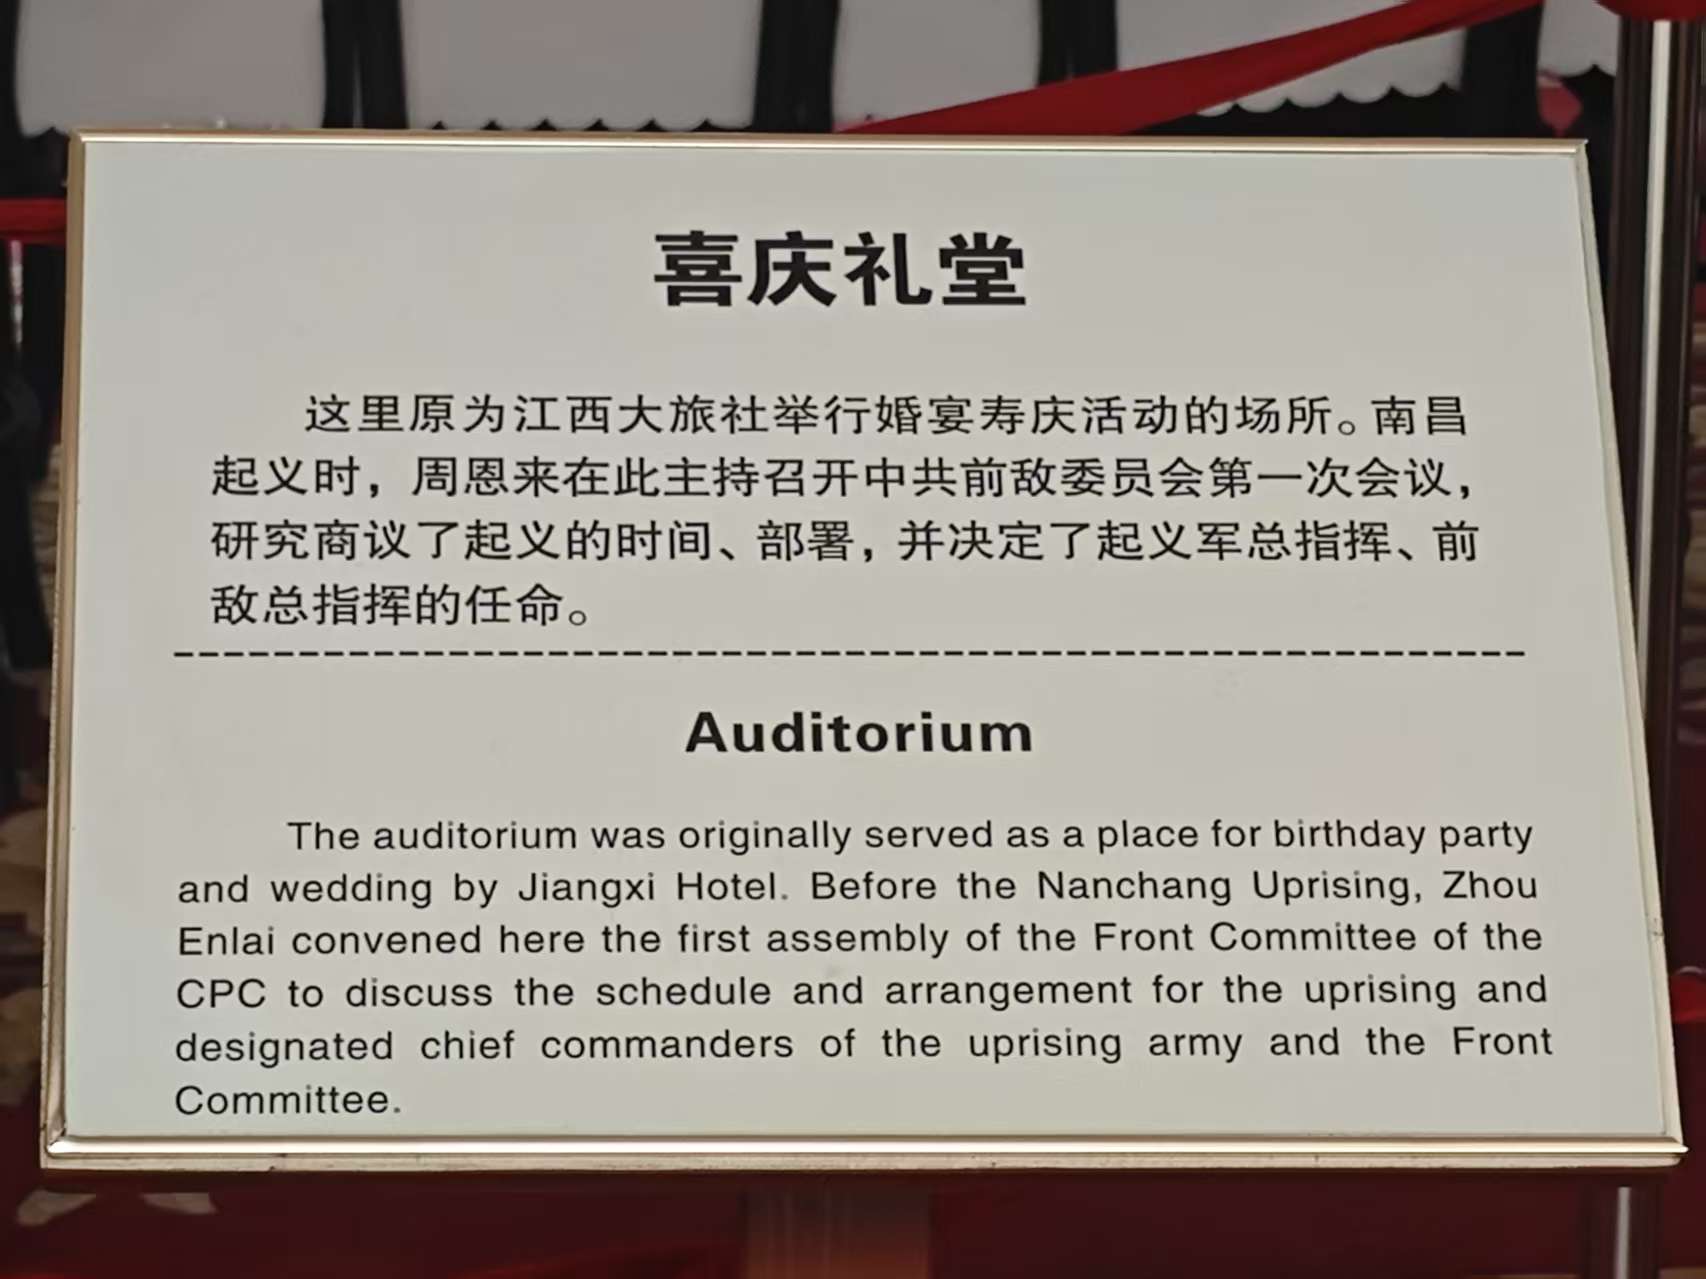 喜庆礼堂
这里原为江西大旅社举行婚宴寿庆活动的场所。南昌
起义时，周恩来在此主持召开中共前敌委员会第一次会议，
研究商议了起义的时间、部署，并决定了起义军总指挥、前
敌总指挥的任命。
Auditorium
The auditorium was originally served as a place for birthday party
and wedding by Jiangxi Hotel. Before the Nanchang Uprising, Zhou
Enlai convened here the first assembly of the Front Committee of the
CPC to discuss the schedule and arrangement for the uprising and
designated chief commanders of the uprising army and the Front
Committee.